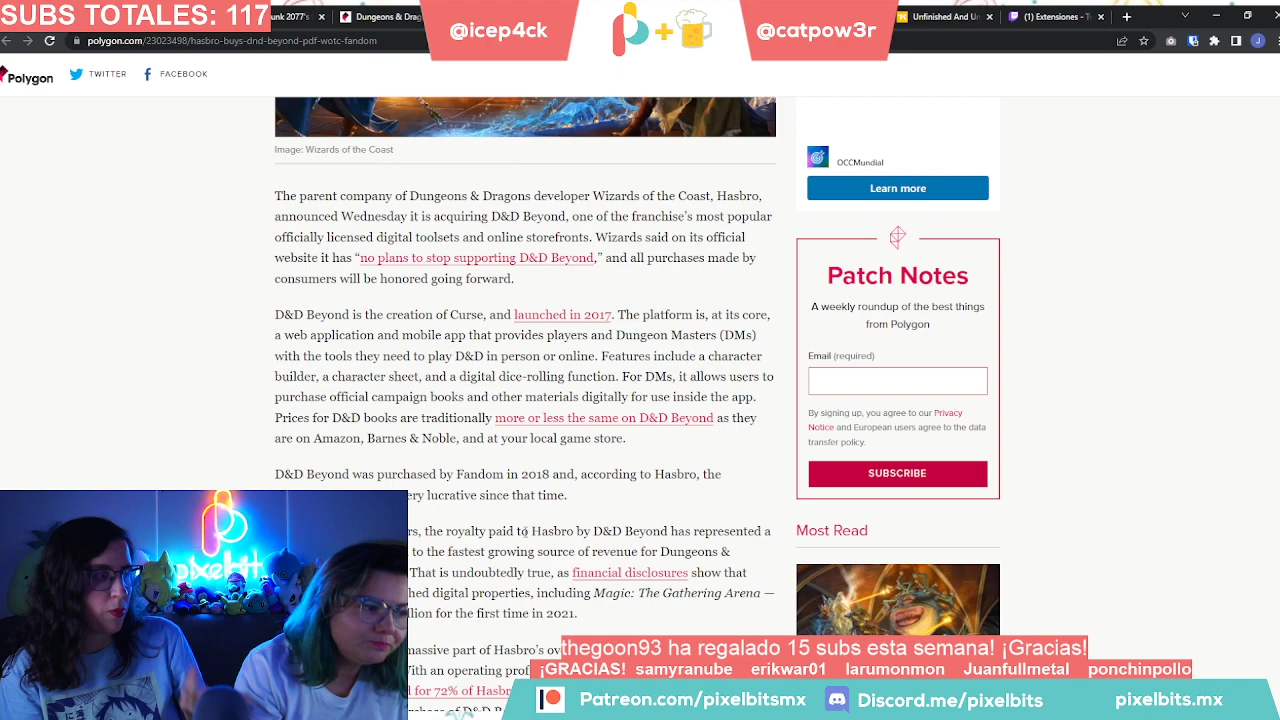 SUBS TOTALES: 117
unk 2077's
Dungeons & Dra
Unfinished And U
(1) Extensiones - T
@icep4ck
@catpow3r
polygon.com/23023498/hasbro-buys-dnd-beyond-pdf-wotc-fandom
Polygon
TWITTER
FACEBOOK
Image: Wizards of the Coast
The parent company of Dungeons & Dragons developer Wizards of the Coast, Hasbro,
announced Wednesday it is acquiring D&D Beyond, one of the franchise's most popular
officially licensed digital toolsets and online storefronts. Wizards said on its official
website it has “no plans to stop supporting D&D Beyond,” and all purchases made by
consumers will be honored going forward.
D&D Beyond is the creation of Curse, and launched in 2017. The platform is, at its core,
a web application and mobile app that provides players and Dungeon Masters (DMs)
with the tools they need to play D&D in person or online. Features include a character
builder, a character sheet, and a digital dice-rolling function. For DMs, it allows users to
purchase official campaign books and other materials digitally for use inside the app.
Prices for D&D books are traditionally more or less the same on D&D Beyond as they
are on Amazon, Barnes & Noble, and at your local game store.
D&D Beyond was purchased by Fandom in 2018 and, according to Hasbro, the
ery lucrative since that time.
rs, the royalty paid to Hasbro by D&D Beyond has represented a
to the fastest growing source of revenue for Dungeons &
That is undoubtedly true, as financial disclosures show that
hed digital properties, including Magic: The Gathering Arena —
llion for the first time in 2021.
massive part of Hasbro's ov
With an operating prof
d for 72% of Hasbr
OCCMundial
Learn more
Patch Notes
A weekly roundup of the best things
from Polygon
Email (required)
By signing up, you agree to our Privacy
Notice and European users agree to the data
transfer policy.
SUBSCRIBE
Most Read
pixelbit
thegoon93 ha regalado 15 subs esta semana! ¡Gracias!
¡GRACIAS! samyranube erikwar01 larumonmon Juanfullmetal ponchinpollo
Patreon.com/pixelbitsmx
Discord.me/pixelbits
pixelbits.mx